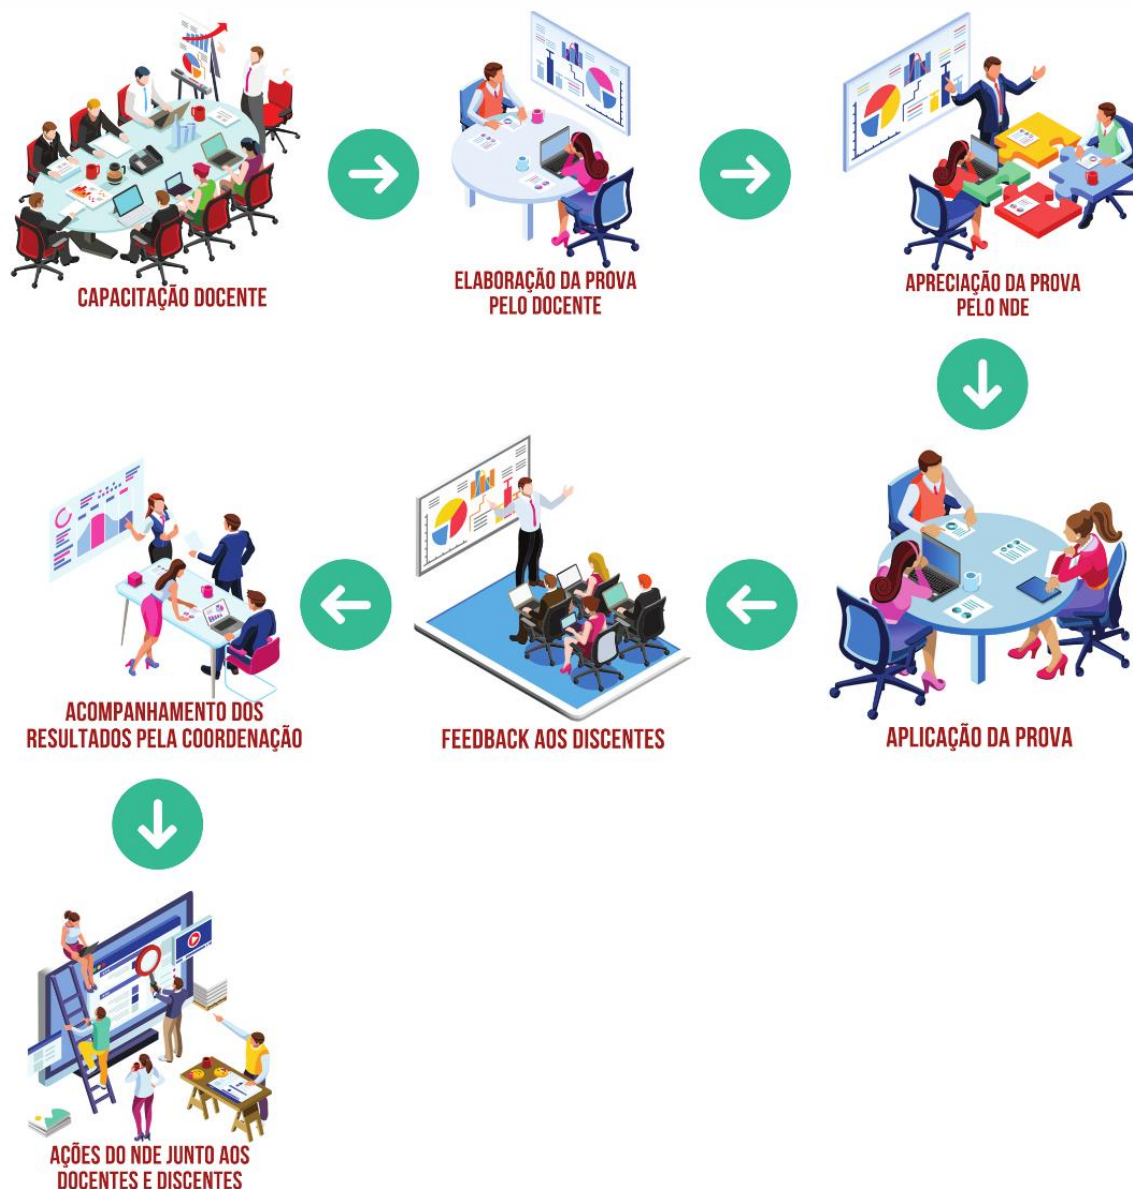 CAPACITAÇÃO DOCENTE
ELABORAÇÃO DA PROVA
PELO DOCENTE
APRECIAÇÃO DA PROVA
PELO NDE
APLICAÇÃO DA PROVA
FEEDBACK AOS DISCENTES
ACOMPANHAMENTO DOS
RESULTADOS PELA COORDENAÇÃO
AÇÕES DO NDE JUNTO AOS
DOCENTES E DISCENTES